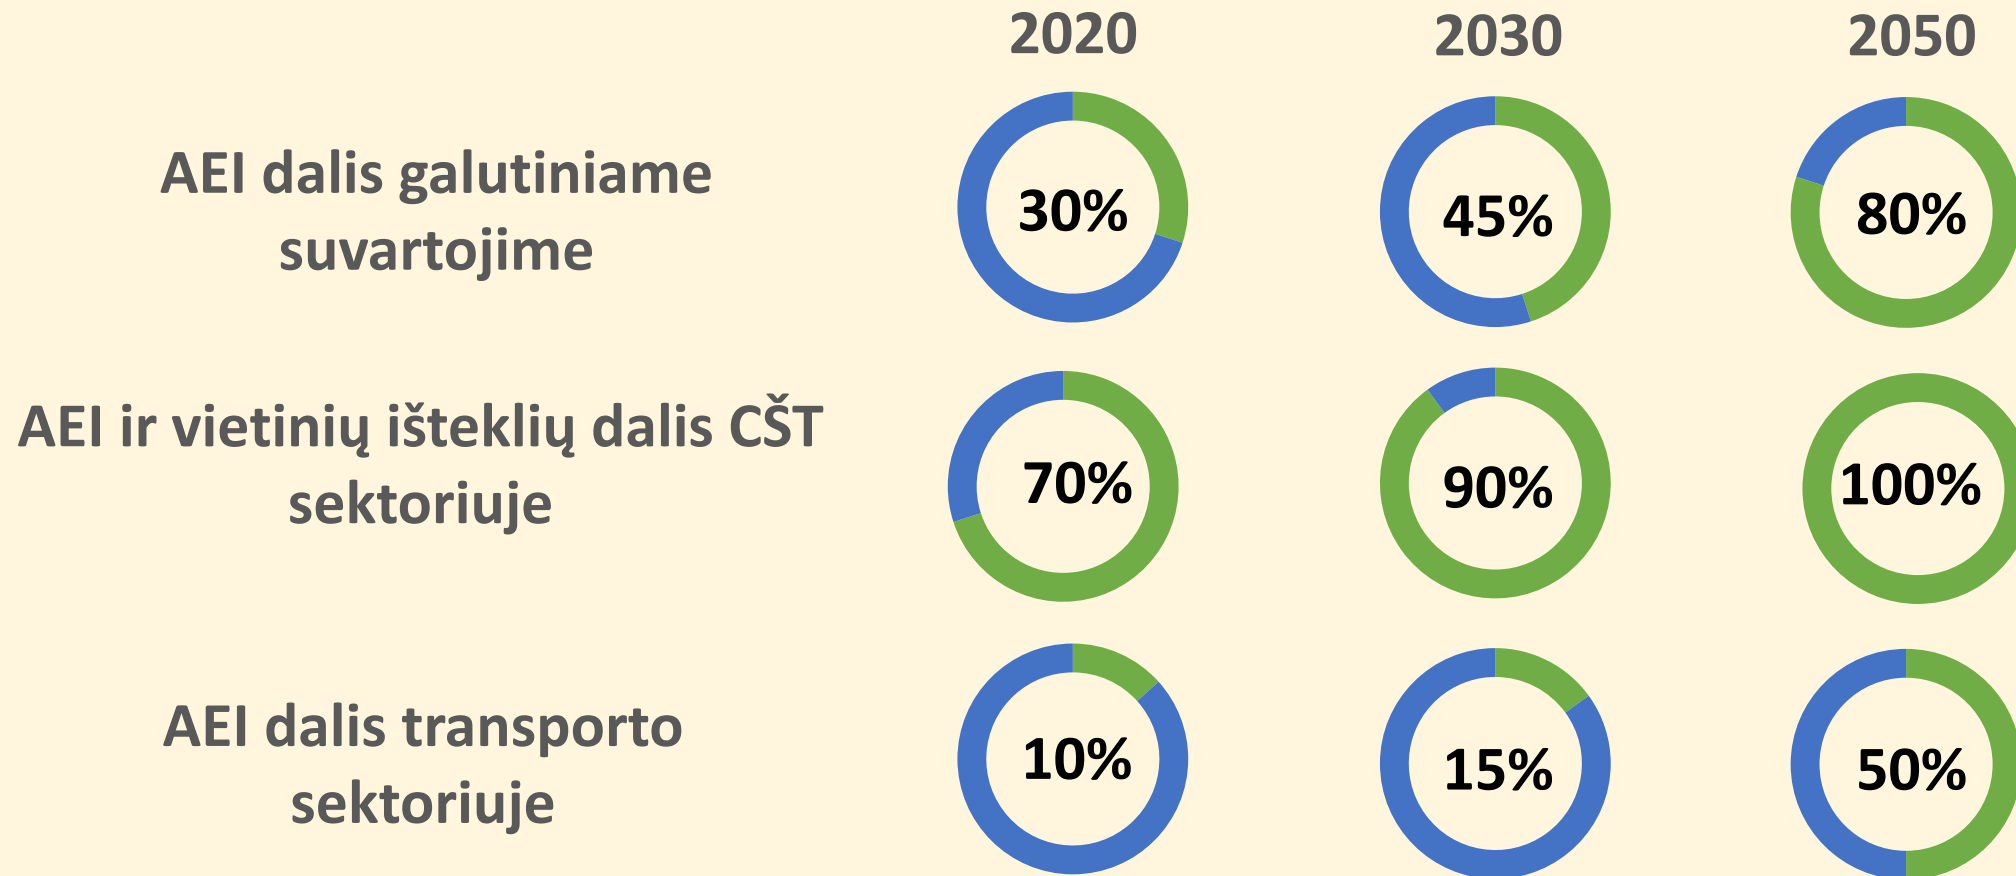 2020 2030 2050
AEI dalis galutiniame
suvartojime
30% 45% 80%
AEI ir vietinių išteklių dalis CŠT
sektoriuje
70% 90% 100%
AEI dalis transporto
sektoriuje
10% 15% 50%